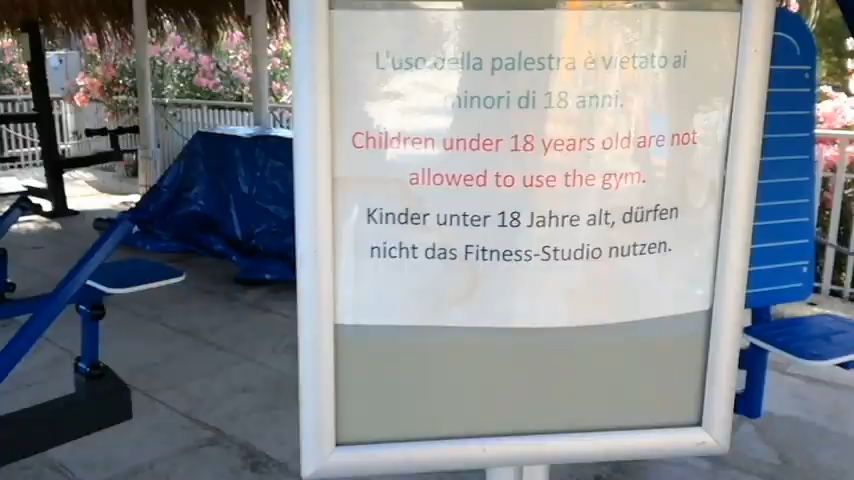 L'uso della palestra è vietato ai
minori di 18 anni.
Children under 18 years old are not
allowed to use the gym.
Kinder unter 18 Jahre alt, dürfen
nicht das Fitness-Studio nutzen.